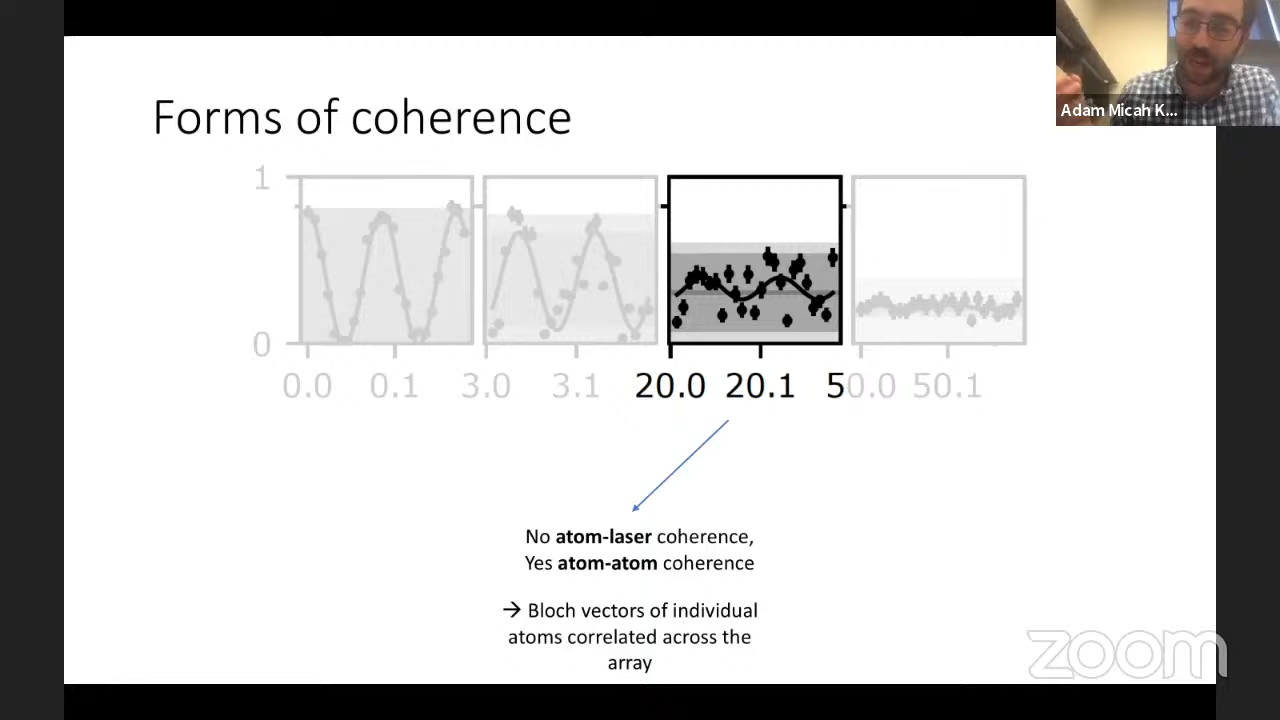 Adam Micah K...
Forms of coherence
1
0
0.0 0.1 3.0 3.1 20.0 20.1 50.0 50.1
No atom-laser coherence,
Yes atom-atom coherence
→ Bloch vectors of individual
atoms correlated across the
array
zoom